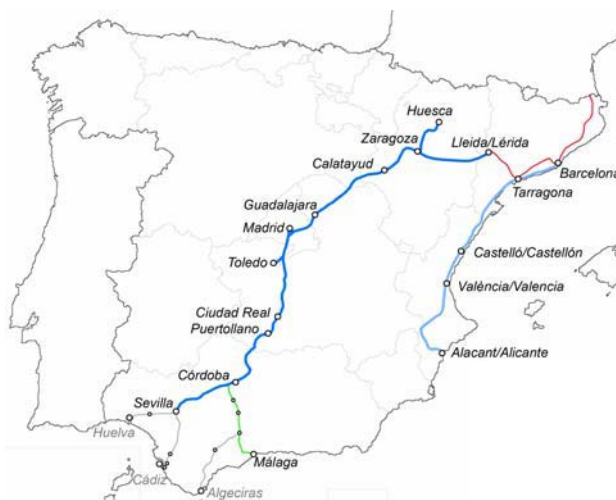 Huesca
Zaragoza
Lleida/Lérida
Calatayud
Barcelona
Tarragona
Guadalajara
Madrid
Castelló/Castellón
Toledo
Valéncia/Valencia
Ciudad Real
Puertollano
Alacant/Alicante
Córdoba
Sevilla
Huelva
Málaga
Cádiz
Algeciras